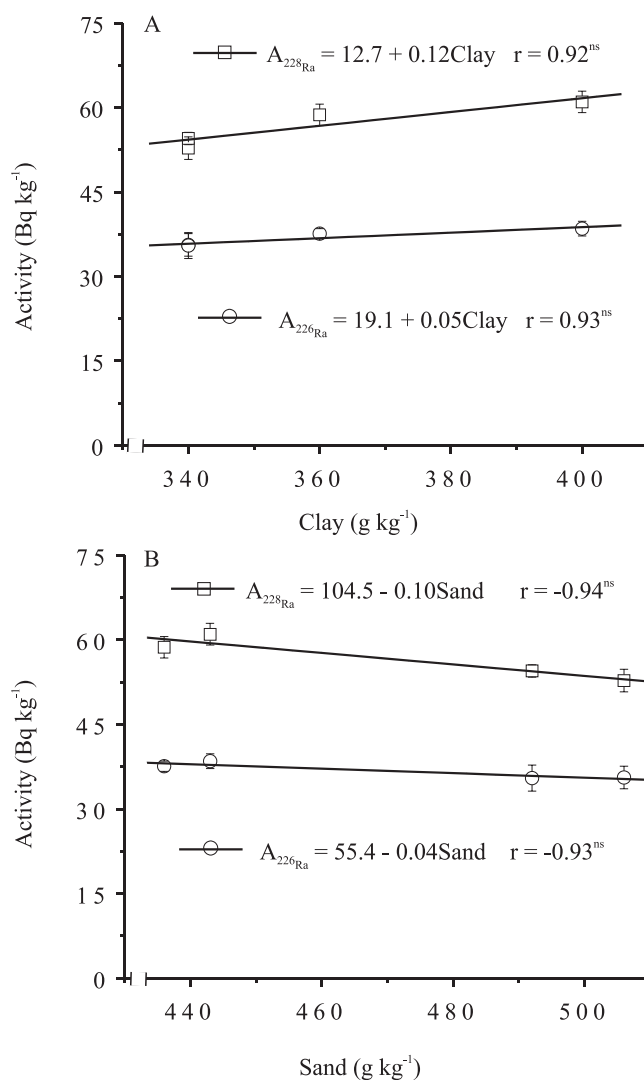 A
A228Ra = 12.7 + 0.12Clay r = 0.92ns
75
60
45
30
15
0
Activity (Bq kg-1)
A226Ra = 19.1 + 0.05Clay r = 0.93ns
340 360 380 400
Clay (g kg-1)
B
A228Ra = 104.5 - 0.10Sand r = -0.94ns
75
60
45
30
15
0
Activity (Bq kg-1)
A226Ra = 55.4 - 0.04Sand r = -0.93ns
440 460 480 500
Sand (g kg-1)